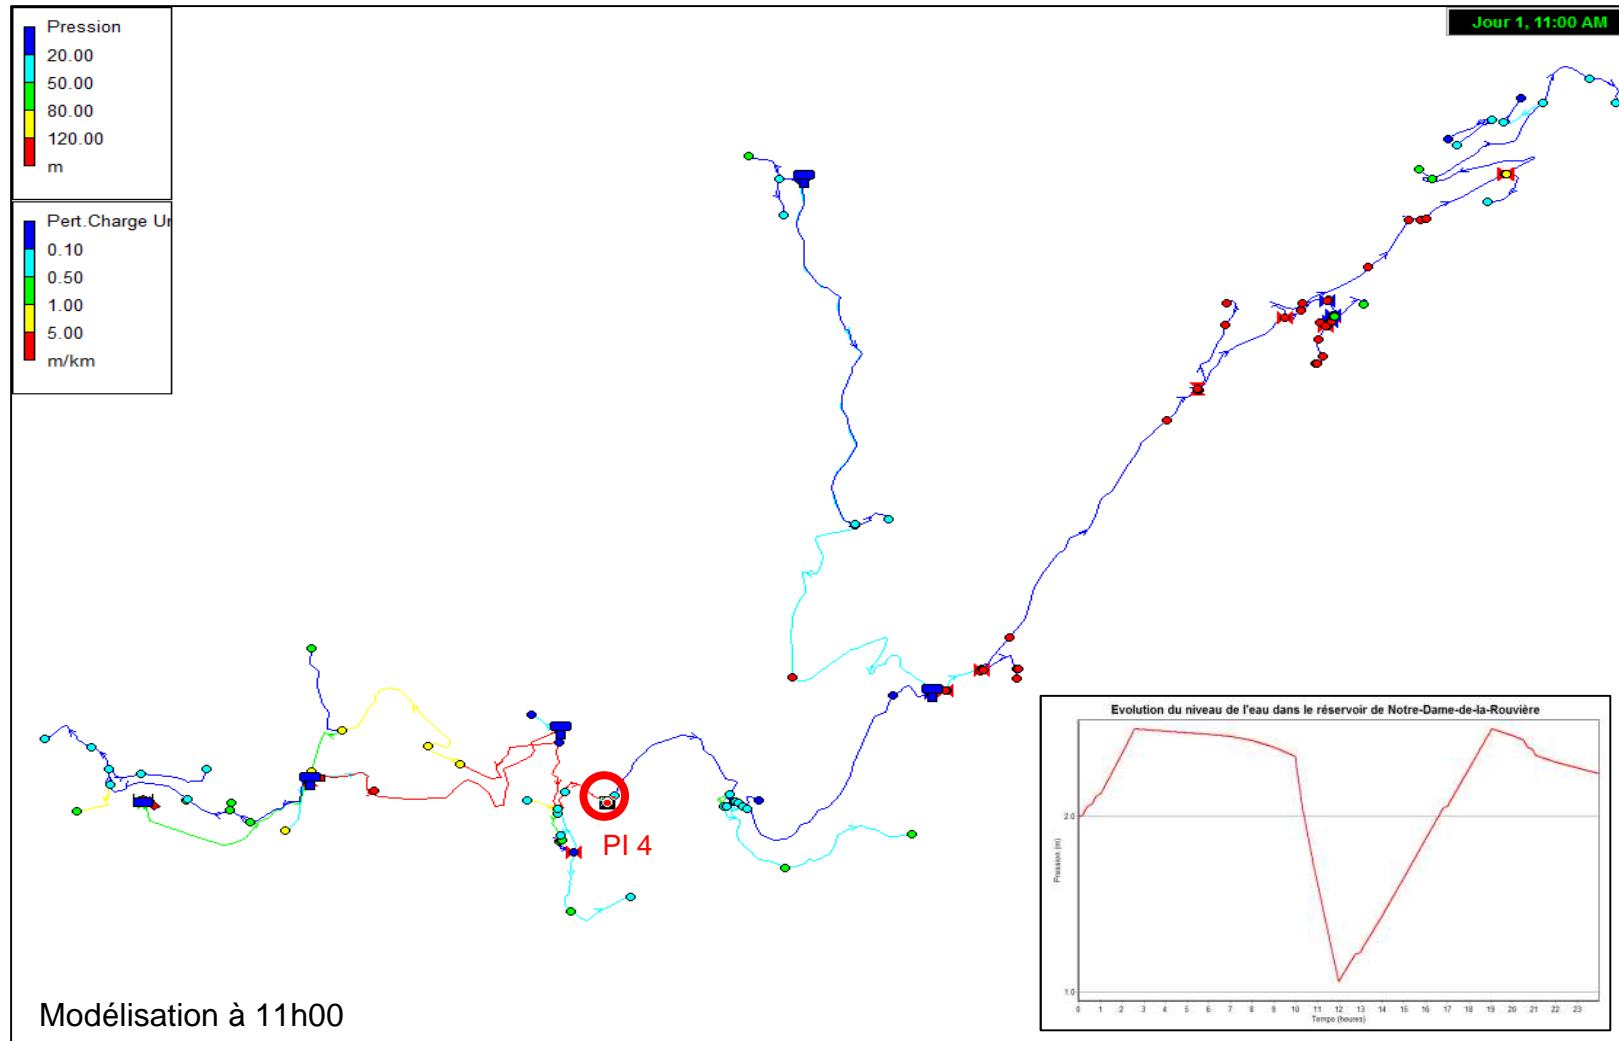 Pression
20.00
50.00
80.00
120.00
m
Pert.Charge Ur
0.10
0.50
1.00
5.00
m/km
Jour 1, 11:00 AM
PI 4
Evolution du niveau de l'eau dans le réservoir de Notre-Dame-de-la-Rouvière
Pression (m)
2.0
1.0
0 1 2 3 4 5 6 7 8 9 10 11 12 13 14 15 16 17 18 19 20 21 22 23
Temps (heures)
Modélisation à 11h00